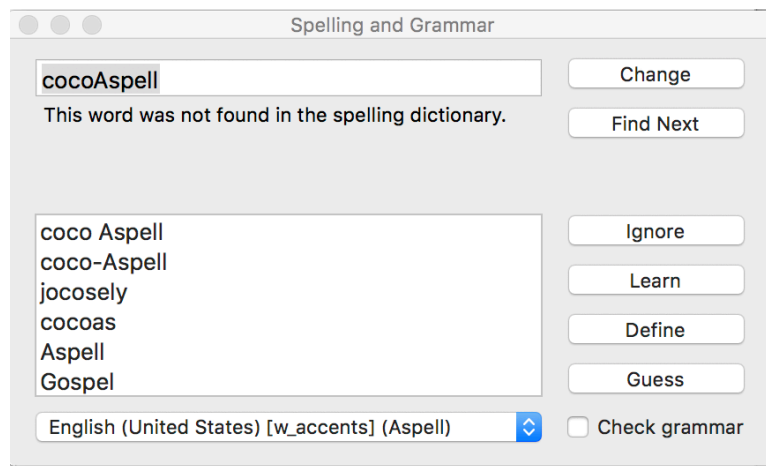 Spelling and Grammar
cocoAspell
Change
This word was not found in the spelling dictionary.
Find Next
coco Aspell
coco-Aspell
jocosely
cocoas
Aspell
Gospel
Ignore
Learn
Define
Guess
English (United States) [w_accents] (Aspell)
Check grammar